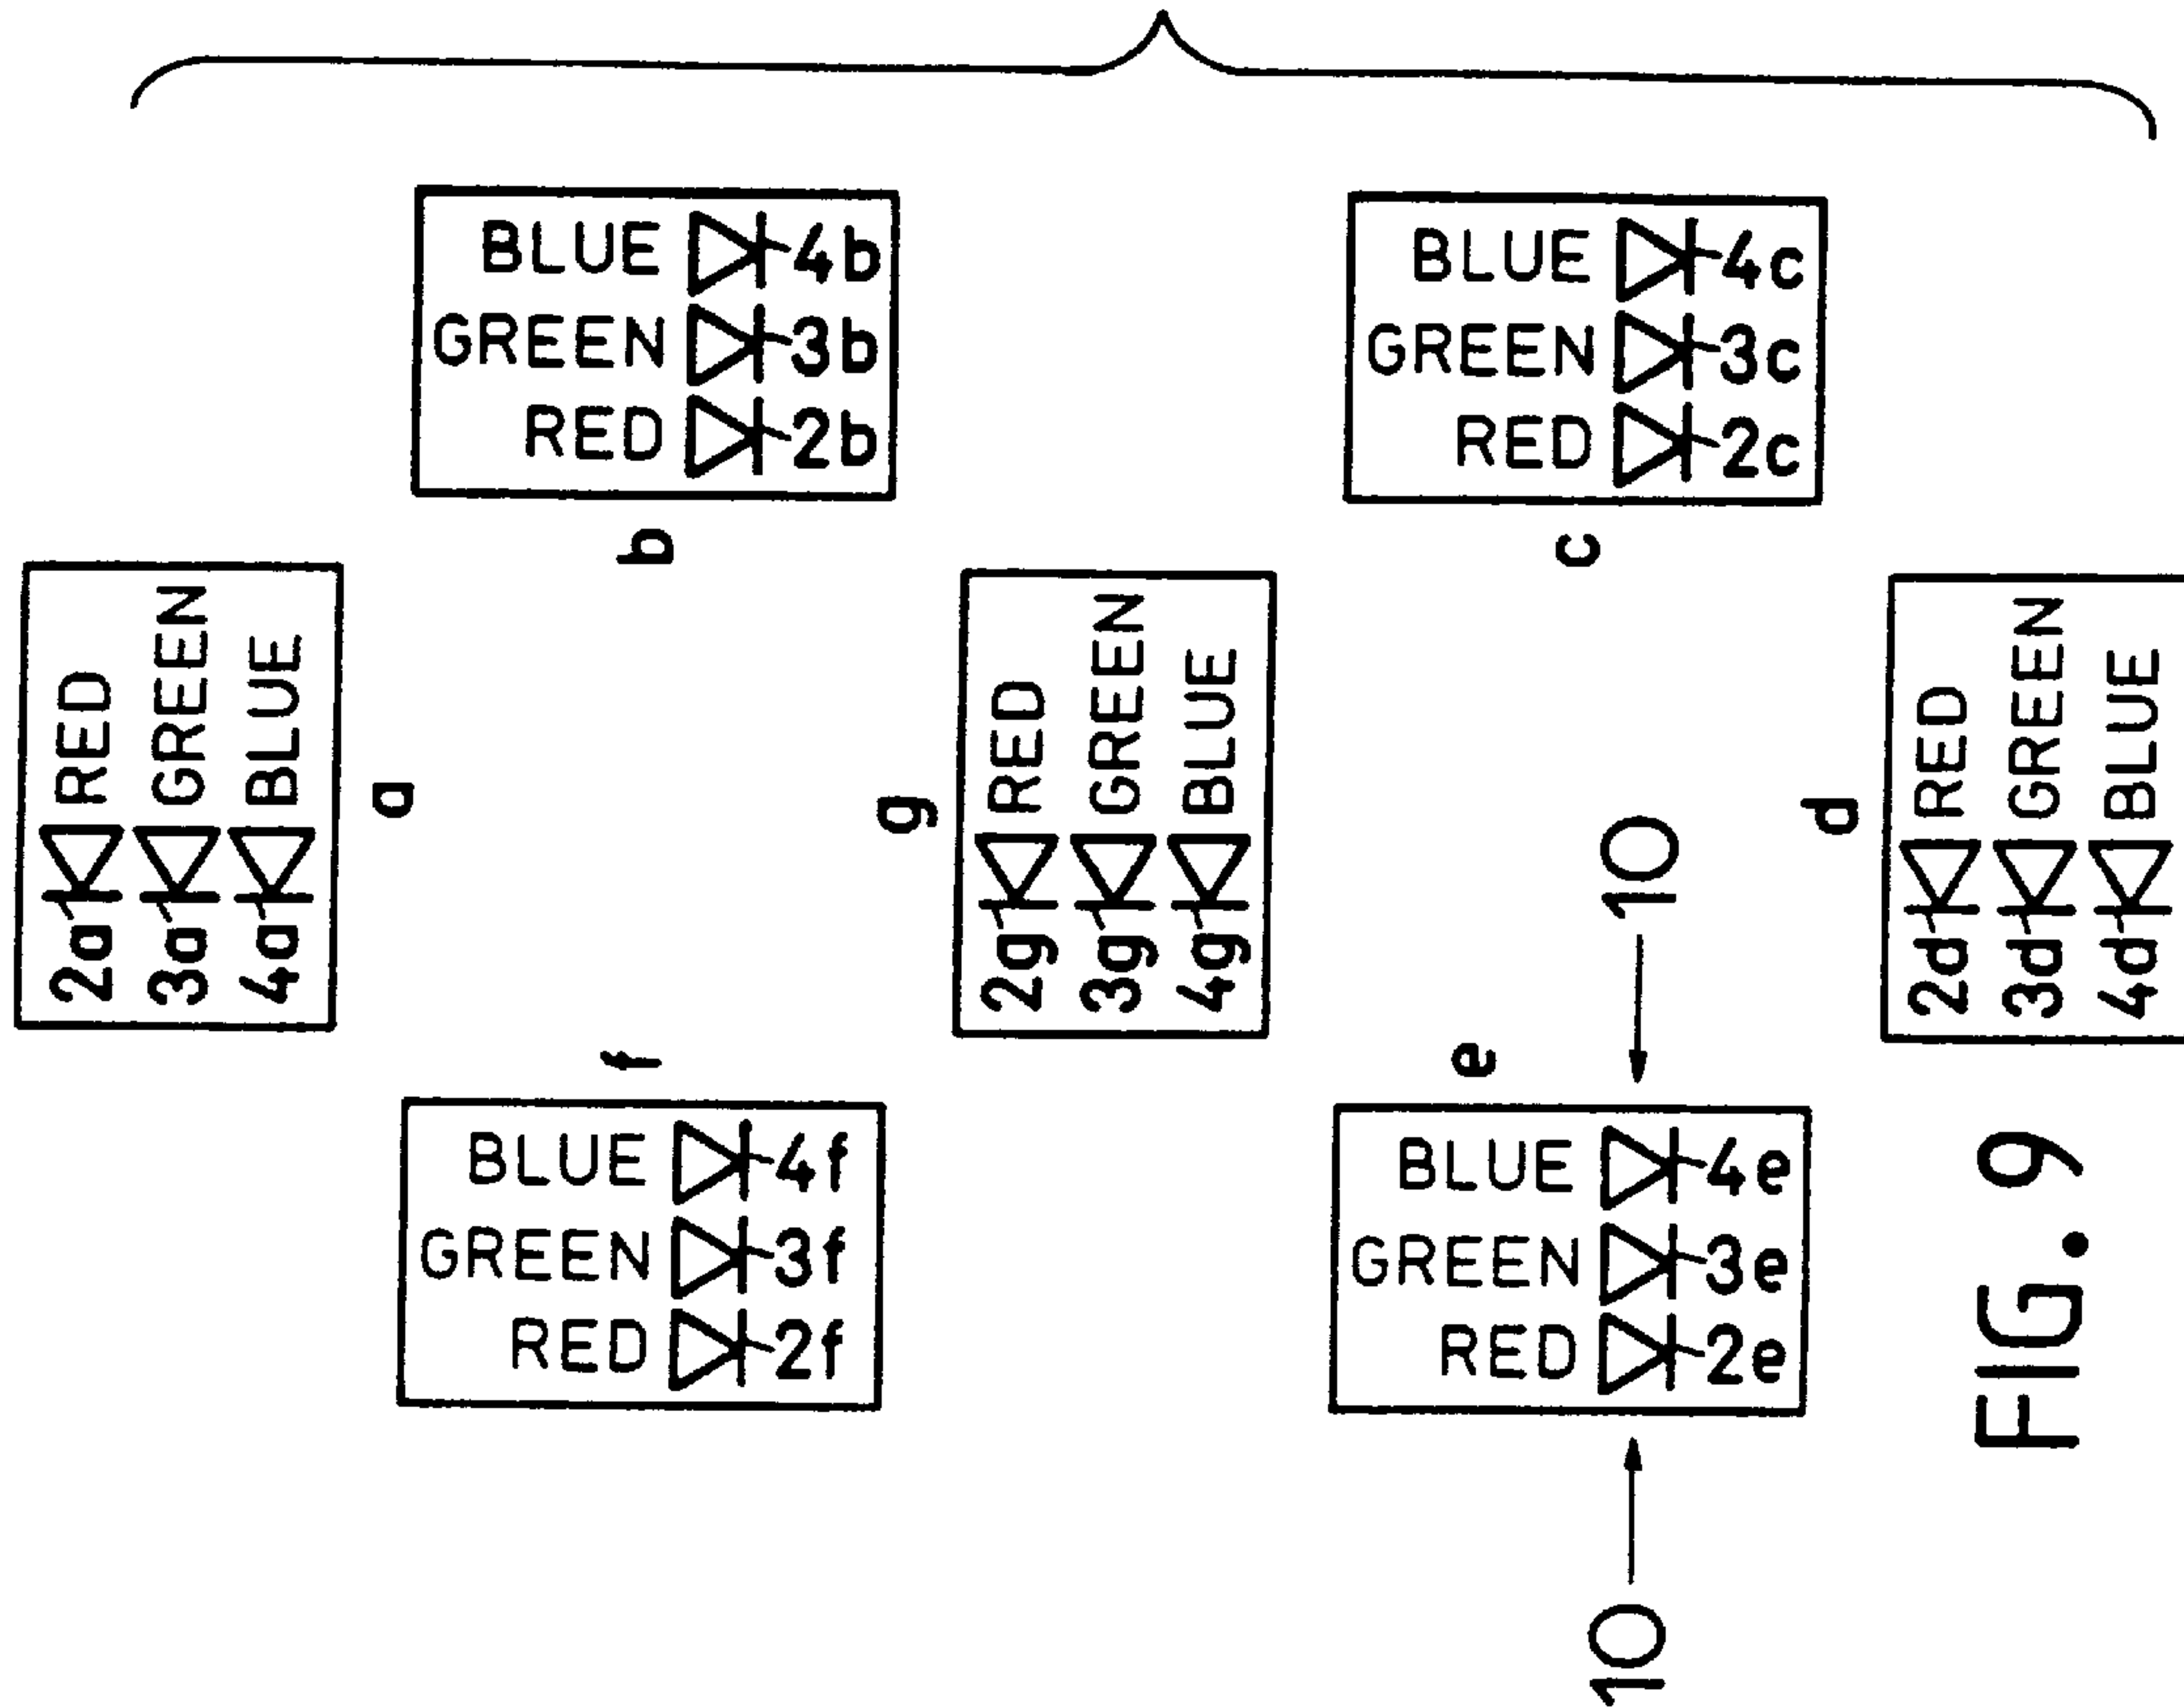 2a RED
3a GREEN
4a BLUE
a
BLUE 4b
GREEN 3b
RED 2b
b
f
BLUE 4f
GREEN 3f
RED 2f
g
2g RED
3g GREEN
4g BLUE
BLUE 4c
GREEN 3c
RED 2c
c
e
BLUE 4e
GREEN 3e
RED 2e
10
10
d
2d RED
3d GREEN
4d BLUE
FIG. 9